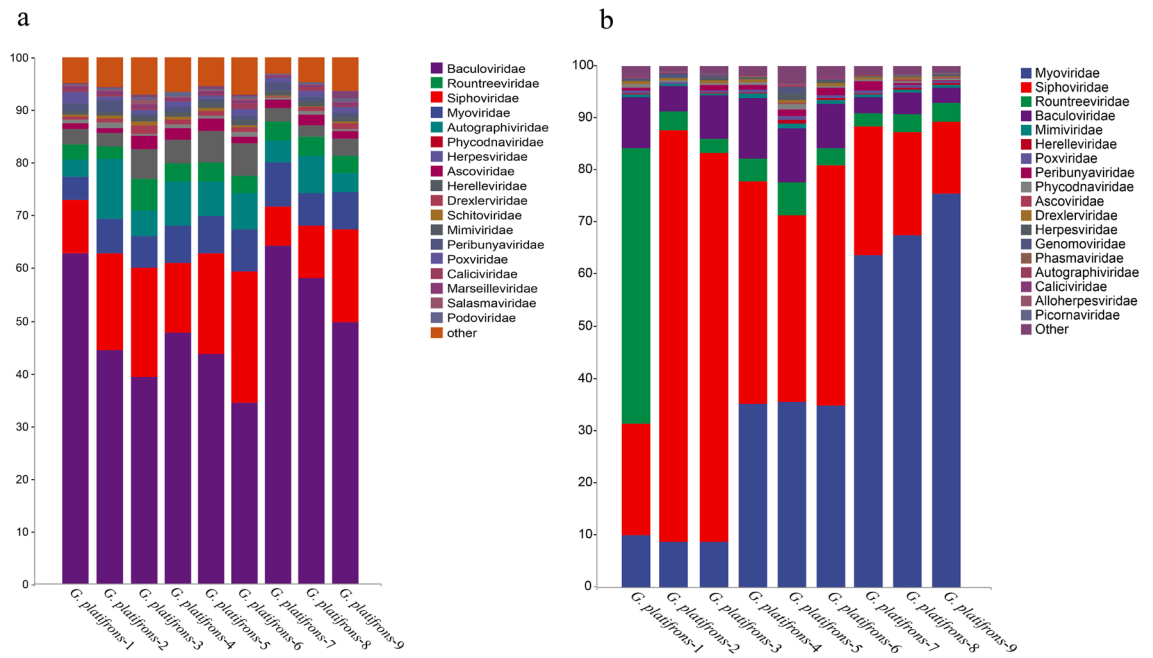 a
100
90
80
70
60
50
40
30
20
10
0
G. platifrons-1
G. platifrons-2
G. platifrons-3
G. platifrons-4
G. platifrons-5
G. platifrons-6
G. platifrons-7
G. platifrons-8
G. platifrons-9
Baculoviridae
Rountreeviridae
Siphoviridae
Myoviridae
Autographiviridae
Phycodnaviridae
Herpesviridae
Ascoviridae
Herelleviridae
Drexlerviridae
Schitoviridae
Mimiviridae
Peribunyaviridae
Poxviridae
Caliciviridae
Marseilleviridae
Salasmaviridae
Podoviridae
other
b
100
90
80
70
60
50
40
30
20
10
0
G. platifrons-1
G. platifrons-2
G. platifrons-3
G. platifrons-4
G. platifrons-5
G. platifrons-6
G. platifrons-7
G. platifrons-8
G. platifrons-9
Myoviridae
Siphoviridae
Rountreeviridae
Baculoviridae
Mimiviridae
Herelleviridae
Poxviridae
Peribunyaviridae
Phycodnaviridae
Ascoviridae
Drexlerviridae
Herpesviridae
Genomoviridae
Phasmaviridae
Autographiviridae
Caliciviridae
Alloherpesviridae
Picornaviridae
Other